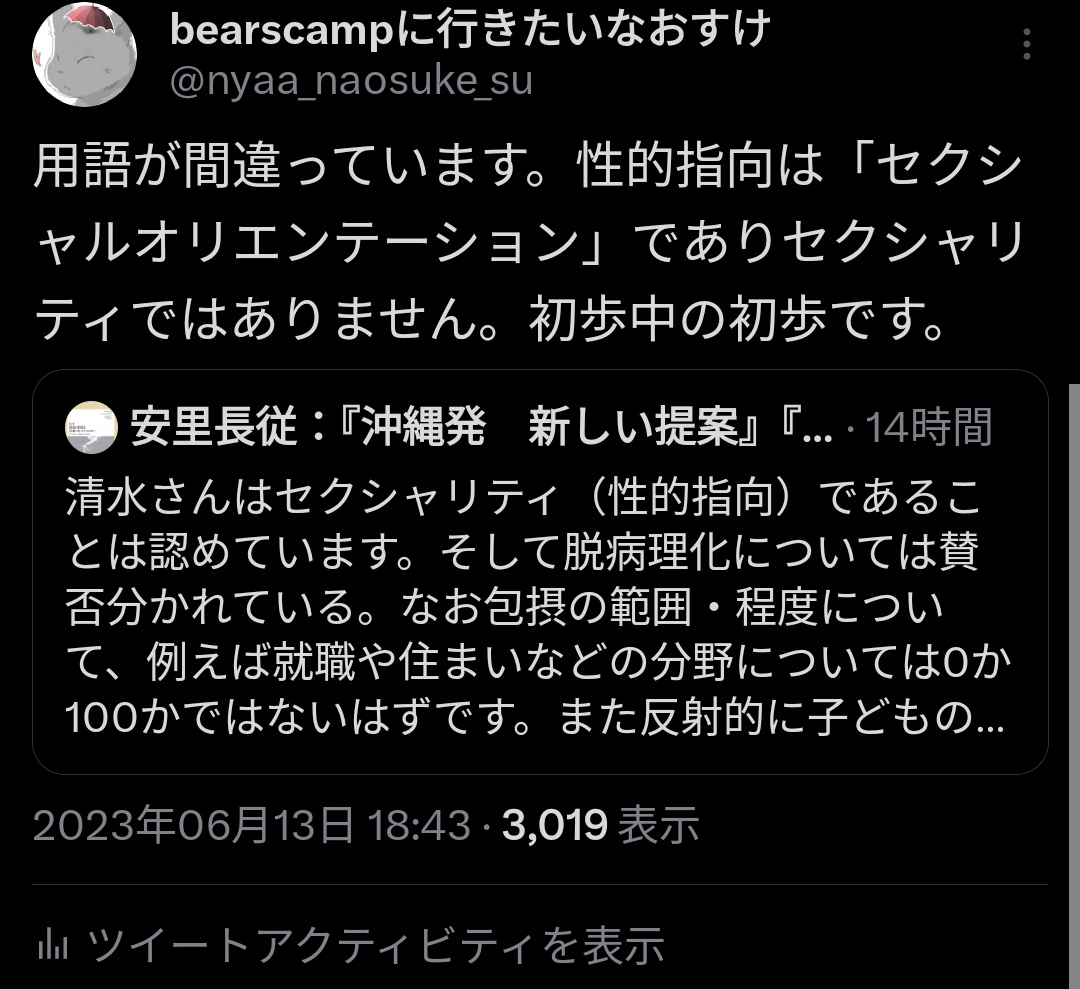 bearscampに行きたいなおすけ
@nyaa_naosuke_su
用語が間違っています。性的指向は「セクシ
ャルオリエンテーション」でありセクシャリ
ティではありません。初歩中の初歩です。
安里長従：『沖縄発　新しい提案』『... · 14時間
清水さんはセクシャリティ（性的指向）であるこ
とは認めています。そして脱病理化については賛
否分かれている。なお包摂の範囲・程度につい
て、例えば就職や住まいなどの分野については0か
100かではないはずです。また反射的に子どもの...
2023年06月13日 18:43 · 3,019 表示
ツイートアクティビティを表示